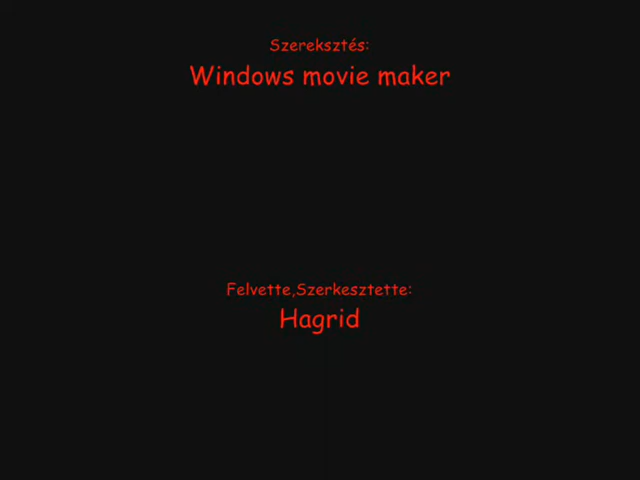 Szereksztés:
Windows movie maker
Felvette,Szerkesztette:
Hagrid